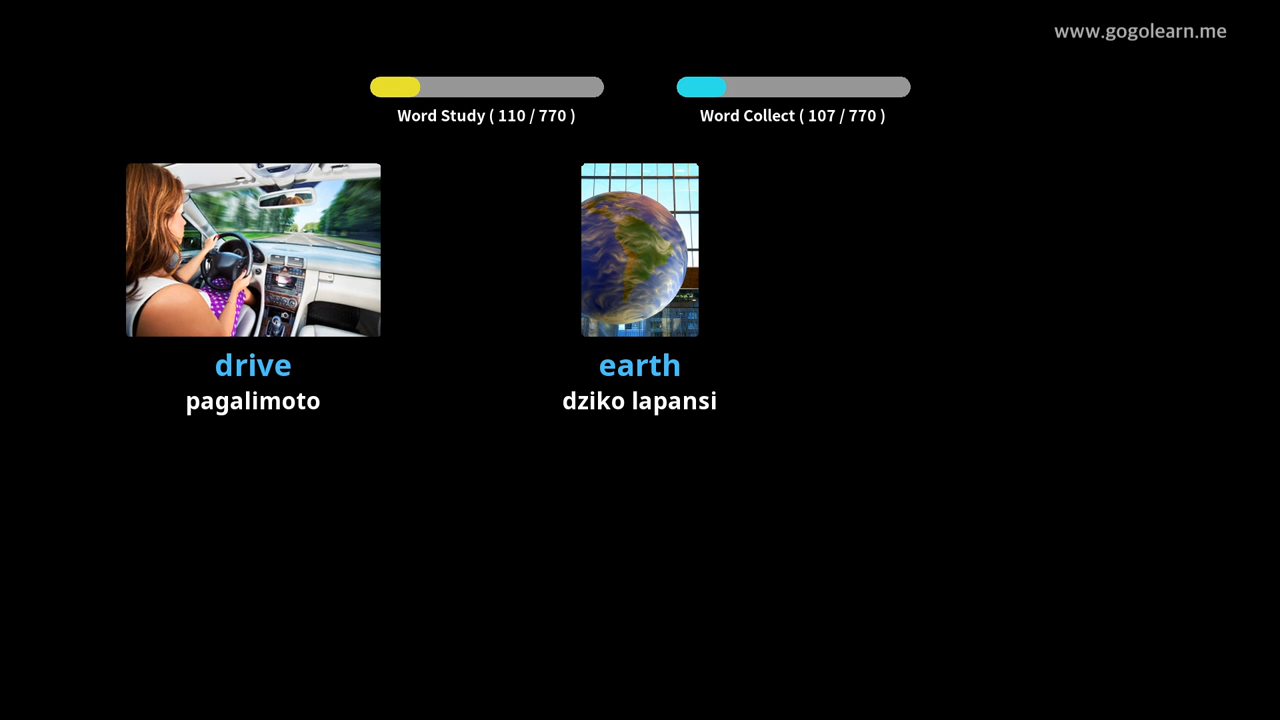 www.gogolearn.me
Word Study ( 110 / 770 )
Word Collect ( 107 / 770 )
drive
pagalimoto
earth
dziko lapansi